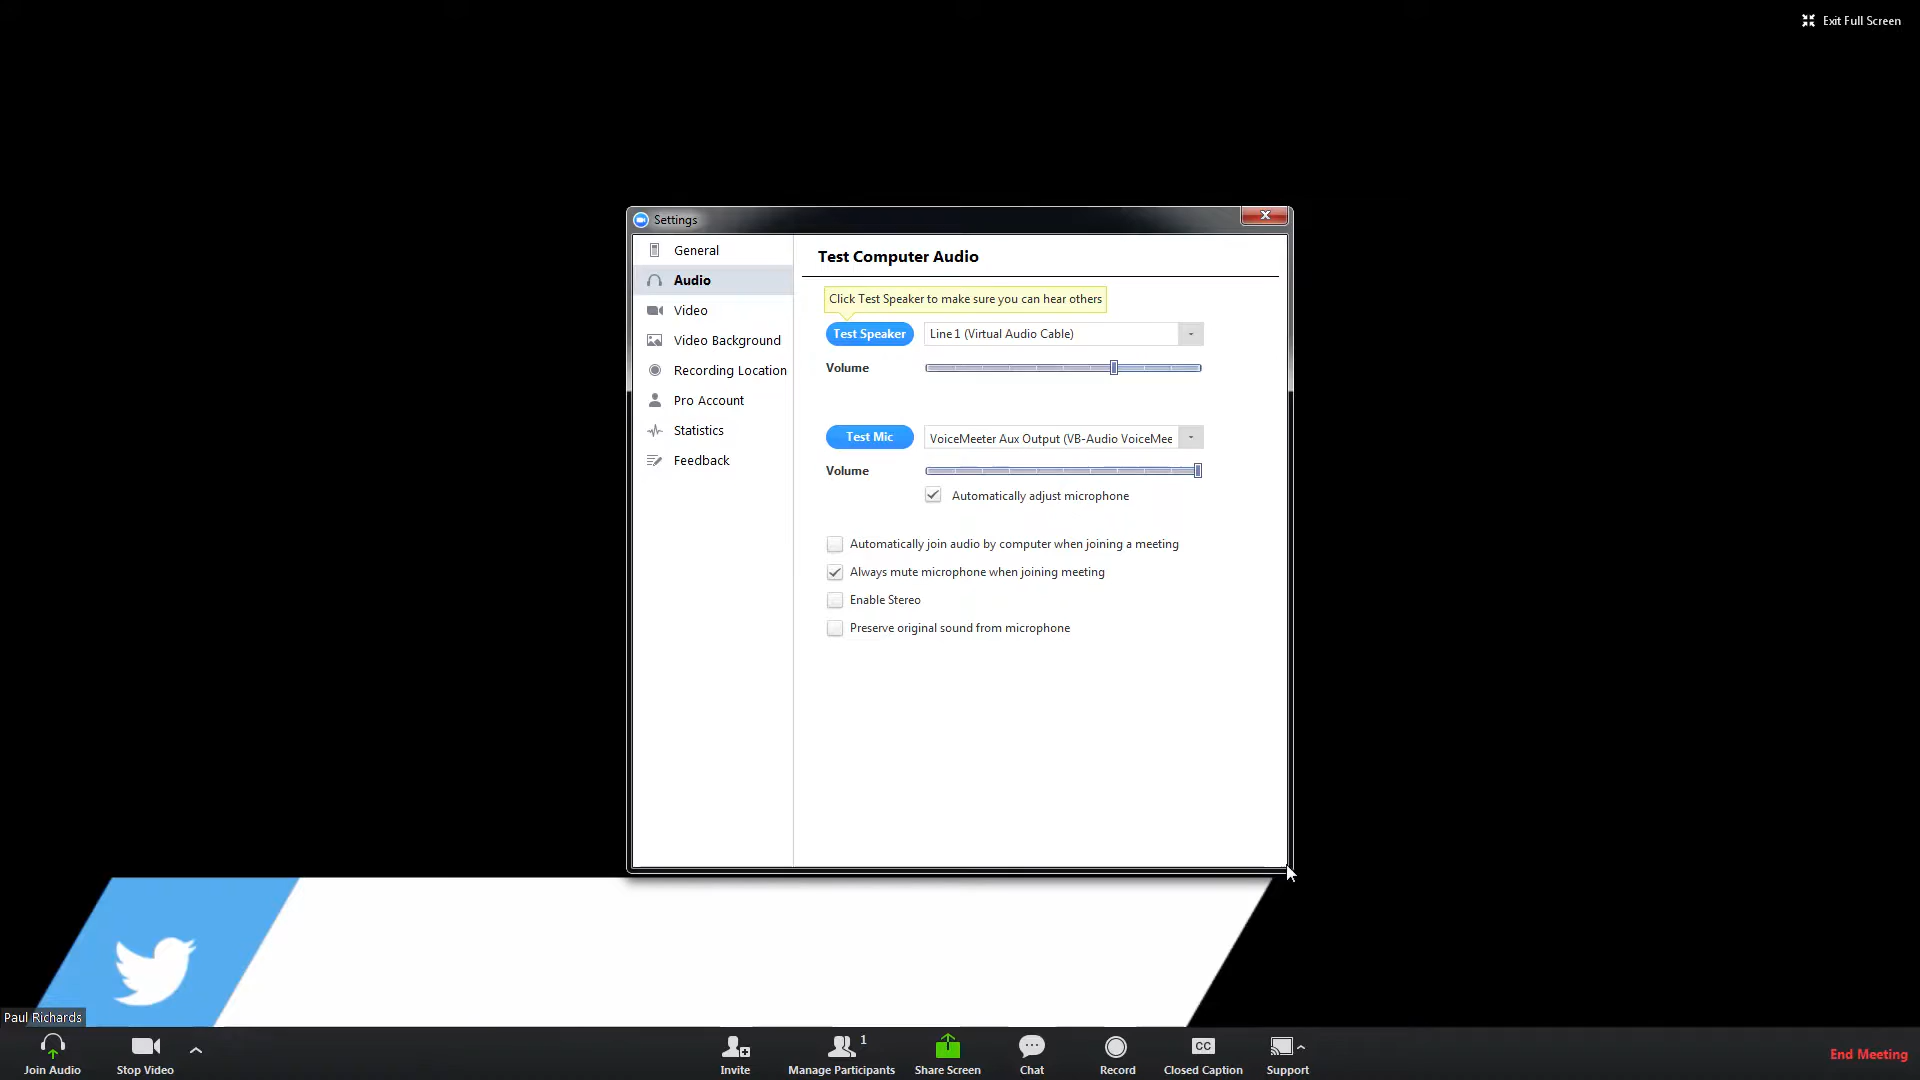 Exit Full Screen
Settings
General
Audio
Video
Video Background
Recording Location
Pro Account
Statistics
Feedback
Test Computer Audio
Click Test Speaker to make sure you can hear others
Test Speaker
Line 1 (Virtual Audio Cable)
Volume
Test Mic
VoiceMeeter Aux Output (VB-Audio VoiceMee
Volume
Automatically adjust microphone
Automatically join audio by computer when joining a meeting
Always mute microphone when joining meeting
Enable Stereo
Preserve original sound from microphone
Paul Richards
Join Audio
Stop Video
Invite
1
Manage Participants
Share Screen
Chat
Record
CC
Closed Caption
Support
End Meeting